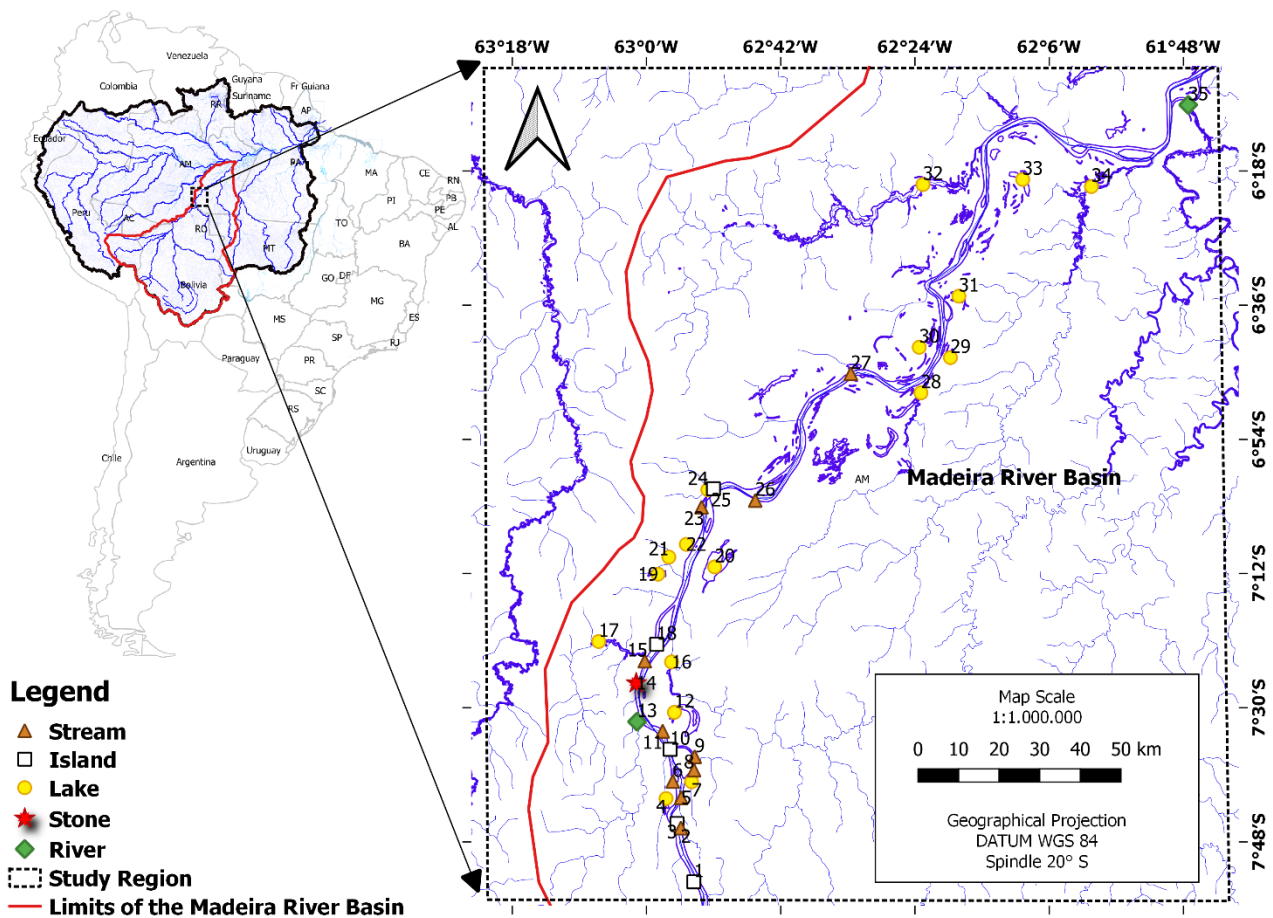 63°18'W 63°0'W 62°42'W 62°24'W 62°6'W 61°48'W
Venezuela
Colombia
Guyana
Suriname
Fr Guiana
RR
AP
Ecuador
AM
PA
MA
CE
RN
PB
PE
AL
PI
Peru
AC
RO
TO
BA
MT
Bolivia
GO
DF
MG
ES
MS
SP
RJ
Paraguay
PR
SC
RS
Chile
Argentina
Uruguay
35
6°18'S
32
33
34
31
6°36'S
30
29
27
28
6°54'S
Madeira River Basin
AM
24
26
25
23
22
21
20
19
7°12'S
18
17
15
16
14
12
13
7°30'S
10
11
9
8
6
7
5
4
3
2
7°48'S
1
Map Scale
1:1.000.000
0 10 20 30 40 50 km
Geographical Projection
DATUM WGS 84
Spindle 20° S
Legend
Stream
Island
Lake
Stone
River
Study Region
Limits of the Madeira River Basin